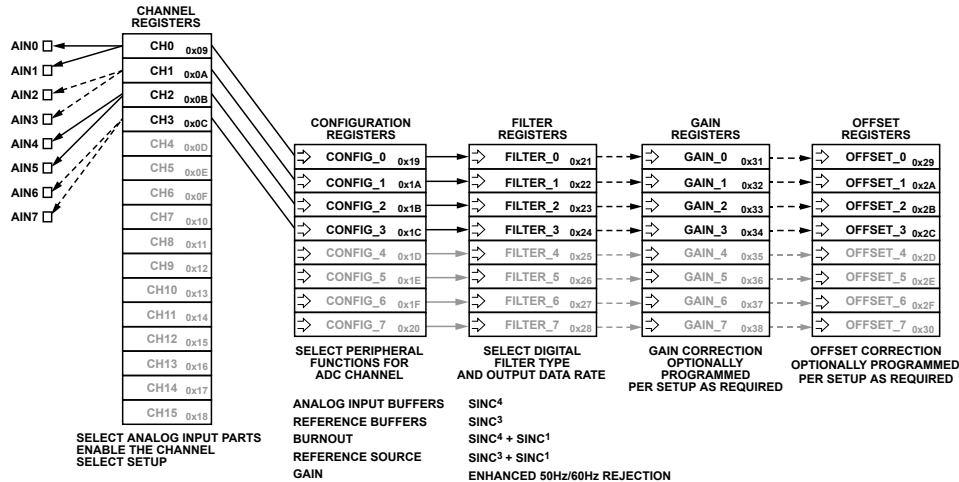 CHANNEL
REGISTERS
AIN0
AIN1
AIN2
AIN3
AIN4
AIN5
AIN6
AIN7
CH0 0x09
CH1 0x0A
CH2 0x0B
CH3 0x0C
CH4 0x0D
CH5 0x0E
CH6 0x0F
CH7 0x10
CH8 0x11
CH9 0x12
CH10 0x13
CH11 0x14
CH12 0x15
CH13 0x16
CH14 0x17
CH15 0x18
SELECT ANALOG INPUT PARTS
ENABLE THE CHANNEL
SELECT SETUP
CONFIGURATION
REGISTERS
CONFIG_0 0x19
CONFIG_1 0x1A
CONFIG_2 0x1B
CONFIG_3 0x1C
CONFIG_4 0x1D
CONFIG_5 0x1E
CONFIG_6 0x1F
CONFIG_7 0x20
SELECT PERIPHERAL
FUNCTIONS FOR
ADC CHANNEL
ANALOG INPUT BUFFERS
REFERENCE BUFFERS
BURNOUT
REFERENCE SOURCE
GAIN
FILTER
REGISTERS
FILTER_0 0x21
FILTER_1 0x22
FILTER_2 0x23
FILTER_3 0x24
FILTER_4 0x25
FILTER_5 0x26
FILTER_6 0x27
FILTER_7 0x28
SELECT DIGITAL
FILTER TYPE
AND OUTPUT DATA RATE
SINC⁴
SINC³
SINC⁴ + SINC¹
SINC³ + SINC¹
ENHANCED 50Hz/60Hz REJECTION
GAIN
REGISTERS
GAIN_0 0x31
GAIN_1 0x32
GAIN_2 0x33
GAIN_3 0x34
GAIN_4 0x35
GAIN_5 0x36
GAIN_6 0x37
GAIN_7 0x38
GAIN CORRECTION
OPTIONALLY
PROGRAMMED
PER SETUP AS REQUIRED
OFFSET
REGISTERS
OFFSET_0 0x29
OFFSET_1 0x2A
OFFSET_2 0x2B
OFFSET_3 0x2C
OFFSET_4 0x2D
OFFSET_5 0x2E
OFFSET_6 0x2F
OFFSET_7 0x30
OFFSET CORRECTION
OPTIONALLY PROGRAMMED
PER SETUP AS REQUIRED